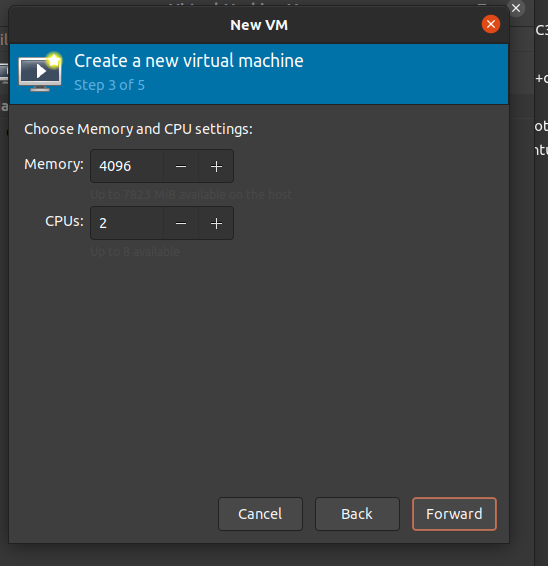 New VM
Create a new virtual machine
Step 3 of 5
Choose Memory and CPU settings:
Memory: 4096 − +
Up to 7823 MiB available on the host
CPUs: 2 − +
Up to 8 available
Cancel Back Forward